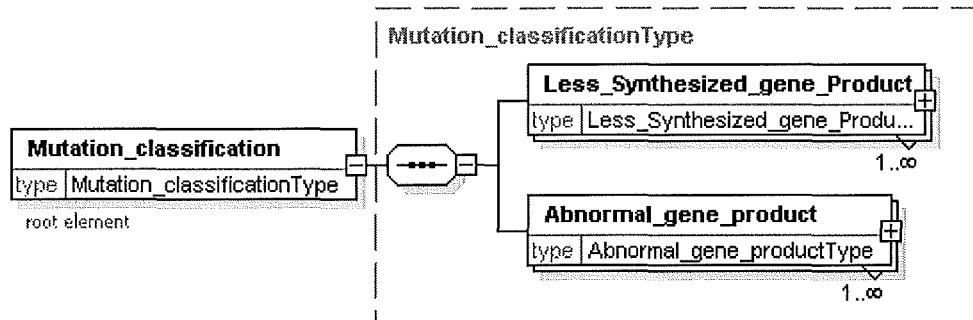 Mutation_classificationType
Less_Synthesized_gene_Product
type Less_Synthesized_gene_Produ...
1..∞
Mutation_classification
type Mutation_classificationType
root element
Abnormal_gene_product
type Abnormal_gene_productType
1..∞